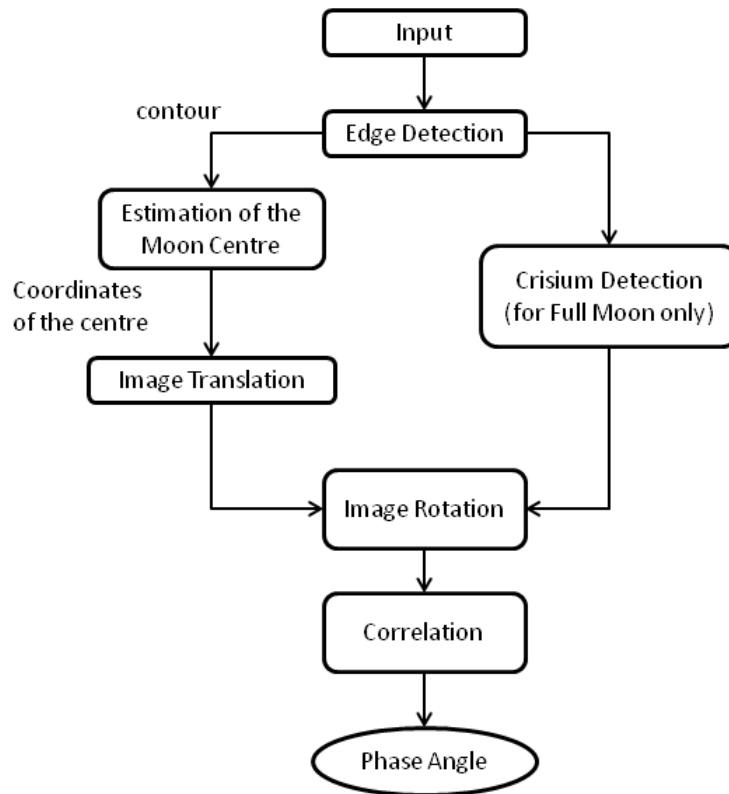 Input
contour
Edge Detection
Estimation of the
Moon Centre
Crisium Detection
(for Full Moon only)
Coordinates
of the centre
Image Translation
Image Rotation
Correlation
Phase Angle